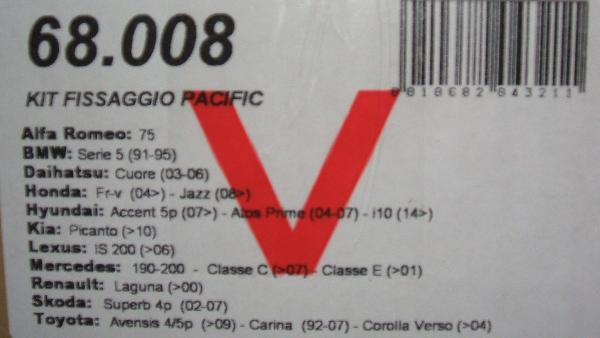 68.008
8 018682 843211
KIT FISSAGGIO PACIFIC
V
Alfa Romeo: 75
BMW: Serie 5 (91-95)
Daihatsu: Cuore (03-06)
Honda: Fr-v (04>) - Jazz (08>)
Hyundai: Accent 5p (07>) - Atos Prime (04-07) - i10 (14>)
Kia: Picanto (>10)
Lexus: IS 200 (>06)
Mercedes: 190-200 - Classe C (>07) - Classe E (>01)
Renault: Laguna (>00)
Skoda: Superb 4p (02-07)
Toyota: Avensis 4/5p (>09) - Carina (92-07) - Corolla Verso (>04)